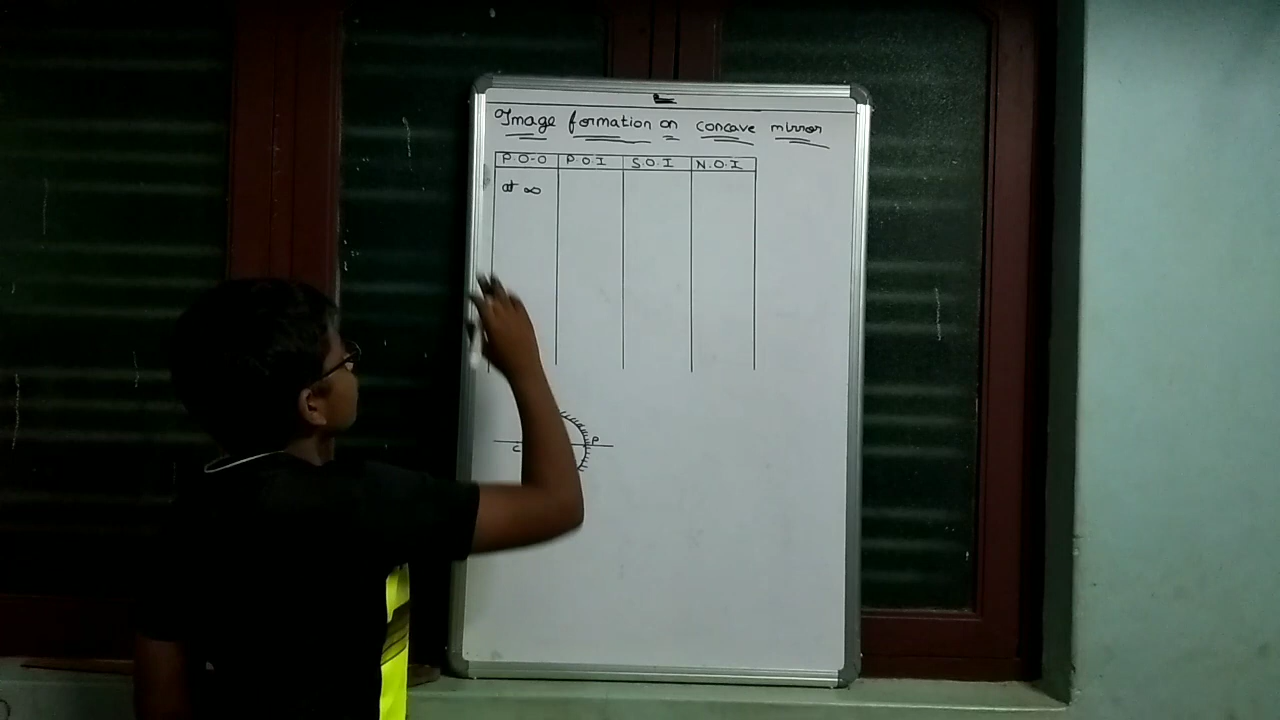 Image formation on concave mirror
P.O.O P.O.I S.O.I N.O.I
at ∞
P
C